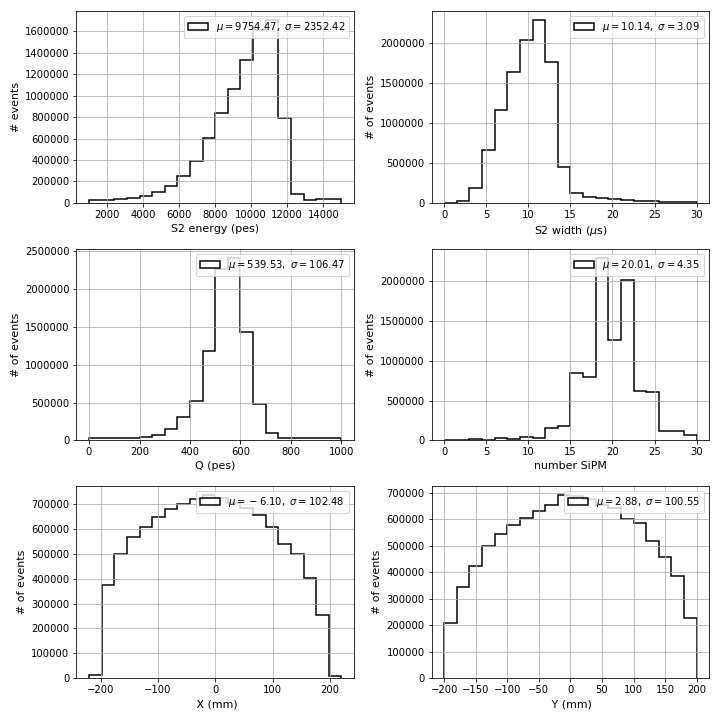 μ = 9754.47, σ = 2352.42
1600000
1400000
1200000
1000000
800000
600000
400000
200000
0
# events
2000 4000 6000 8000 10000 12000 14000
S2 energy (pes)
μ = 10.14, σ = 3.09
2000000
1500000
1000000
500000
0
# of events
0 5 10 15 20 25 30
S2 width (μs)
μ = 539.53, σ = 106.47
2500000
2000000
1500000
1000000
500000
0
# of events
0 200 400 600 800 1000
Q (pes)
μ = 20.01, σ = 4.35
2000000
1500000
1000000
500000
0
# of events
0 5 10 15 20 25 30
number SiPM
μ = −6.10, σ = 102.48
700000
600000
500000
400000
300000
200000
100000
0
# of events
−200 −100 0 100 200
X (mm)
μ = 2.88, σ = 100.55
700000
600000
500000
400000
300000
200000
100000
0
# of events
−200 −150 −100 −50 0 50 100 150 200
Y (mm)